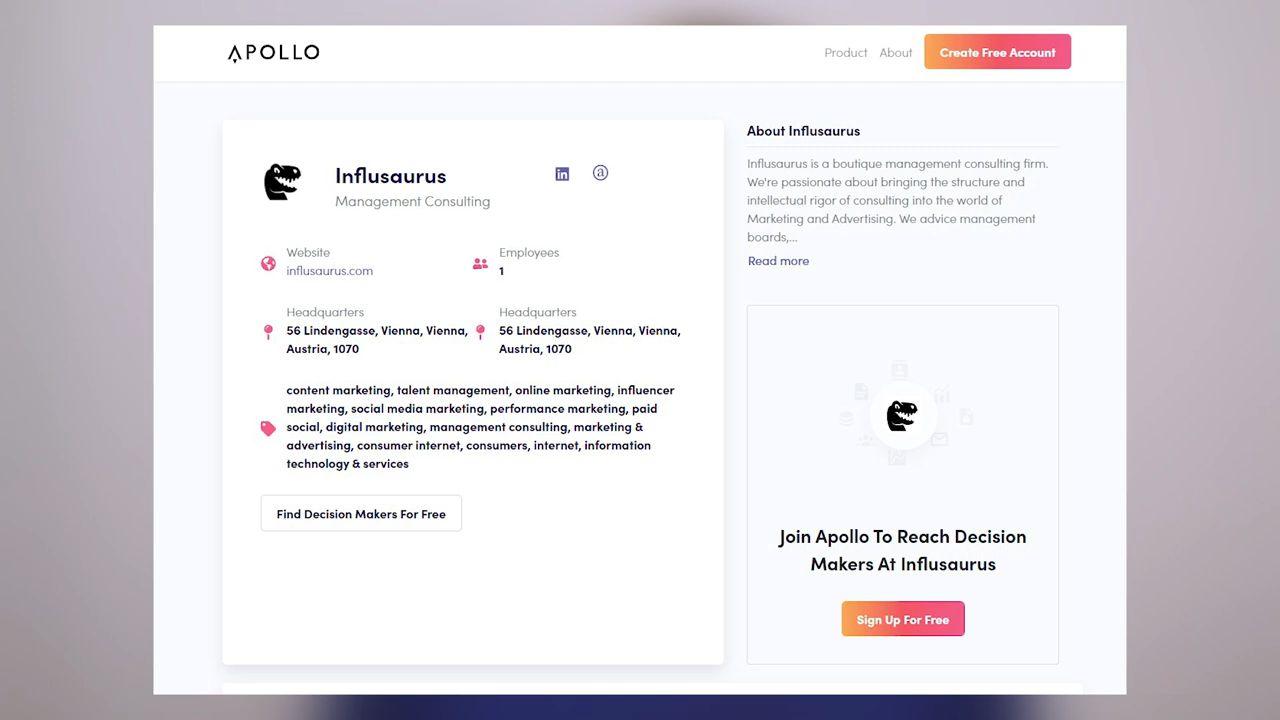 APOLLO
Product
About
Create Free Account
Influsaurus
Management Consulting
Website
influsaurus.com
Employees
1
Headquarters
56 Lindengasse, Vienna, Vienna,
Austria, 1070
Headquarters
56 Lindengasse, Vienna, Vienna,
Austria, 1070
content marketing, talent management, online marketing, influencer
marketing, social media marketing, performance marketing, paid
social, digital marketing, management consulting, marketing &
advertising, consumer internet, consumers, internet, information
technology & services
Find Decision Makers For Free
About Influsaurus
Influsaurus is a boutique management consulting firm.
We're passionate about bringing the structure and
intellectual rigor of consulting into the world of
Marketing and Advertising. We advice management
boards,...
Read more
Join Apollo To Reach Decision
Makers At Influsaurus
Sign Up For Free